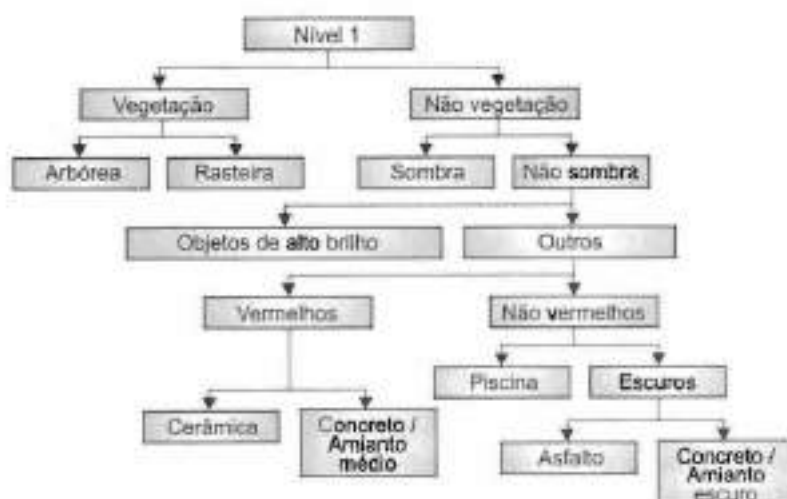 Nível 1
Vegetação
Não vegetação
Arbórea
Rasteira
Sombra
Não sombra
Objetos de alto brilho
Outros
Vermelhos
Não vermelhos
Piscina
Escuros
Cerâmica
Concreto /
Amianto
médio
Asfalto
Concreto /
Amianto
escuro